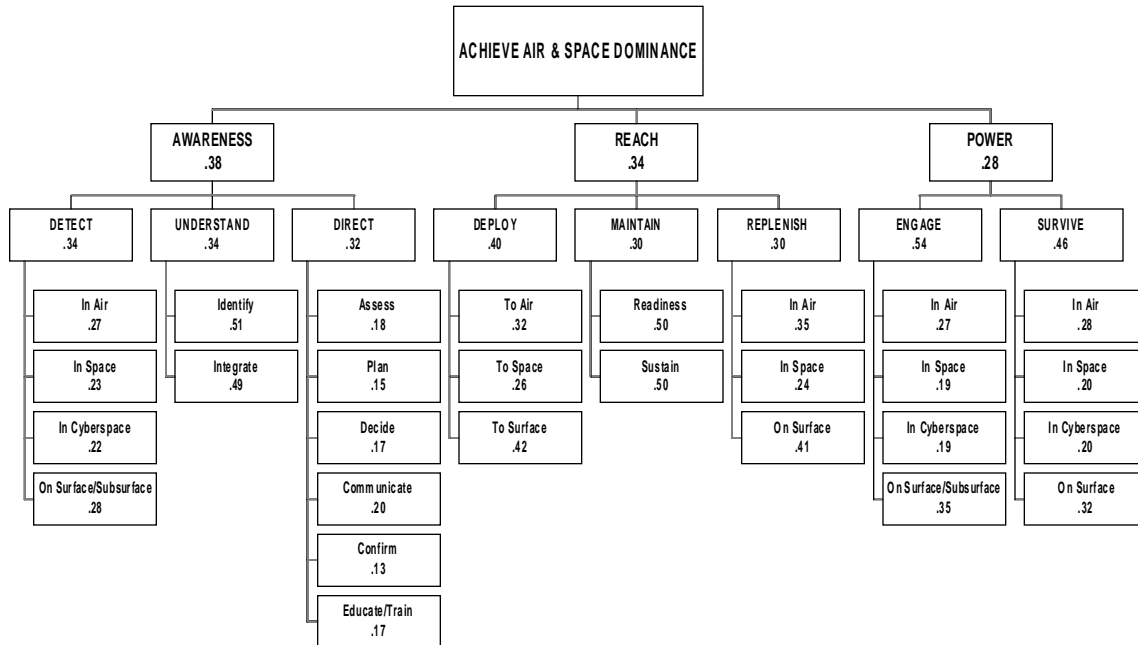 ACHIEVE AIR & SPACE DOMINANCE
AWARENESS
.38
REACH
.34
POWER
.28
DETECT
.34
UNDERSTAND
.34
DIRECT
.32
DEPLOY
.40
MAINTAIN
.30
REPLENISH
.30
ENGAGE
.54
SURVIVE
.46
In Air
.27
In Space
.23
In Cyberspace
.22
On Surface/Subsurface
.28
Identify
.51
Integrate
.49
Assess
.18
Plan
.15
Decide
.17
Communicate
.20
Confirm
.13
Educate/Train
.17
To Air
.32
To Space
.26
To Surface
.42
Readiness
.50
Sustain
.50
In Air
.35
In Space
.24
On Surface
.41
In Air
.27
In Space
.19
In Cyberspace
.19
On Surface/Subsurface
.35
In Air
.28
In Space
.20
In Cyberspace
.20
On Surface
.32